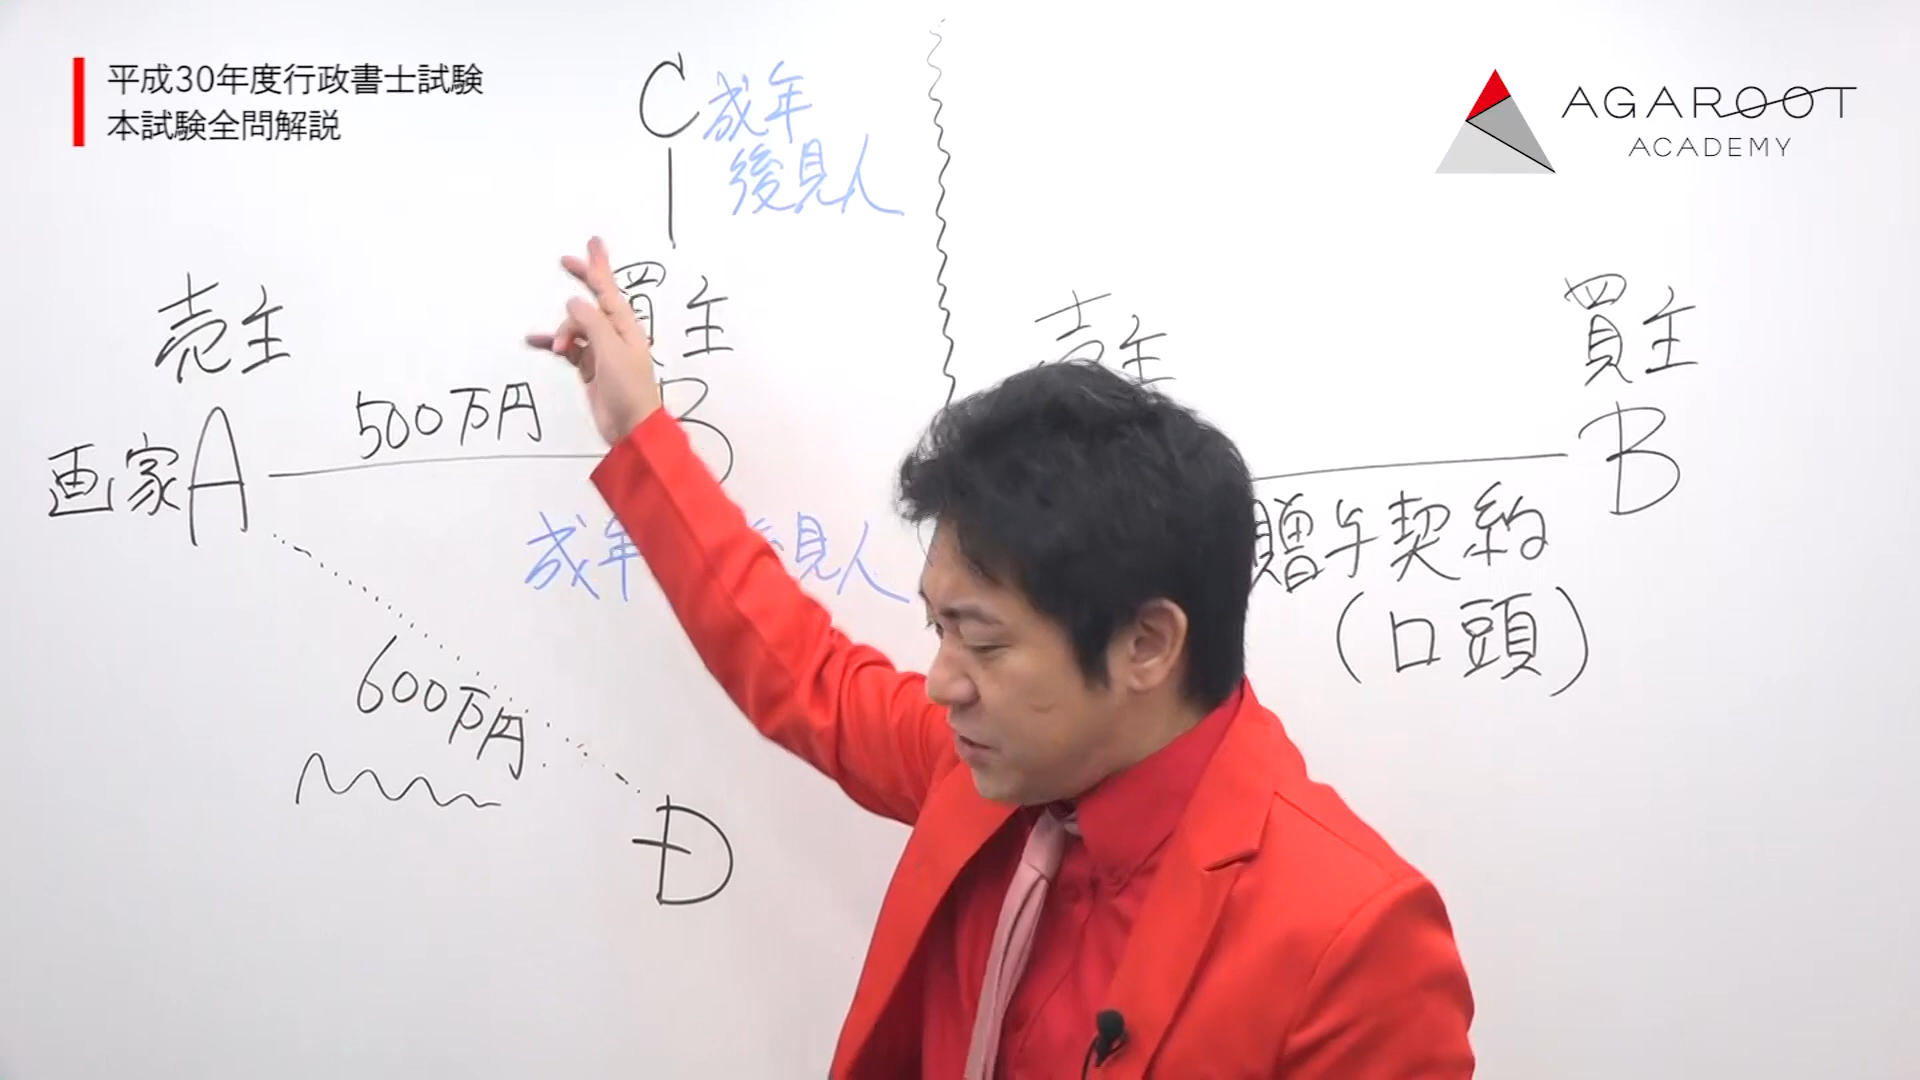 平成30年度行政書士試験
本試験全問解説
AGAROOT
ACADEMY
C 成年
後見人
売主
買主
画家A
500万円
B
成年
後見人
600万円
D
売主
買主
B
贈与契約
(口頭)